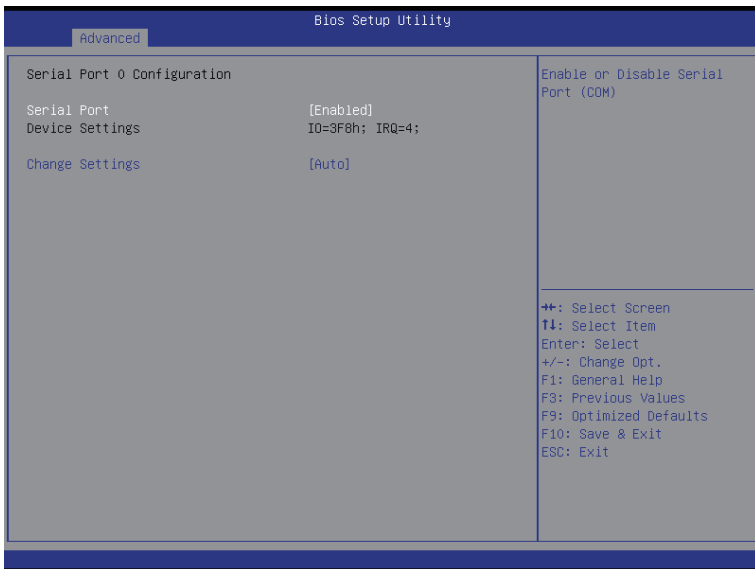 Bios Setup Utility
Advanced
Serial Port 0 Configuration
Serial Port [Enabled]
Device Settings IO=3F8h; IRQ=4;
Change Settings [Auto]
Enable or Disable Serial
Port (COM)
→←: Select Screen
↑↓: Select Item
Enter: Select
+/-: Change Opt.
F1: General Help
F3: Previous Values
F9: Optimized Defaults
F10: Save & Exit
ESC: Exit